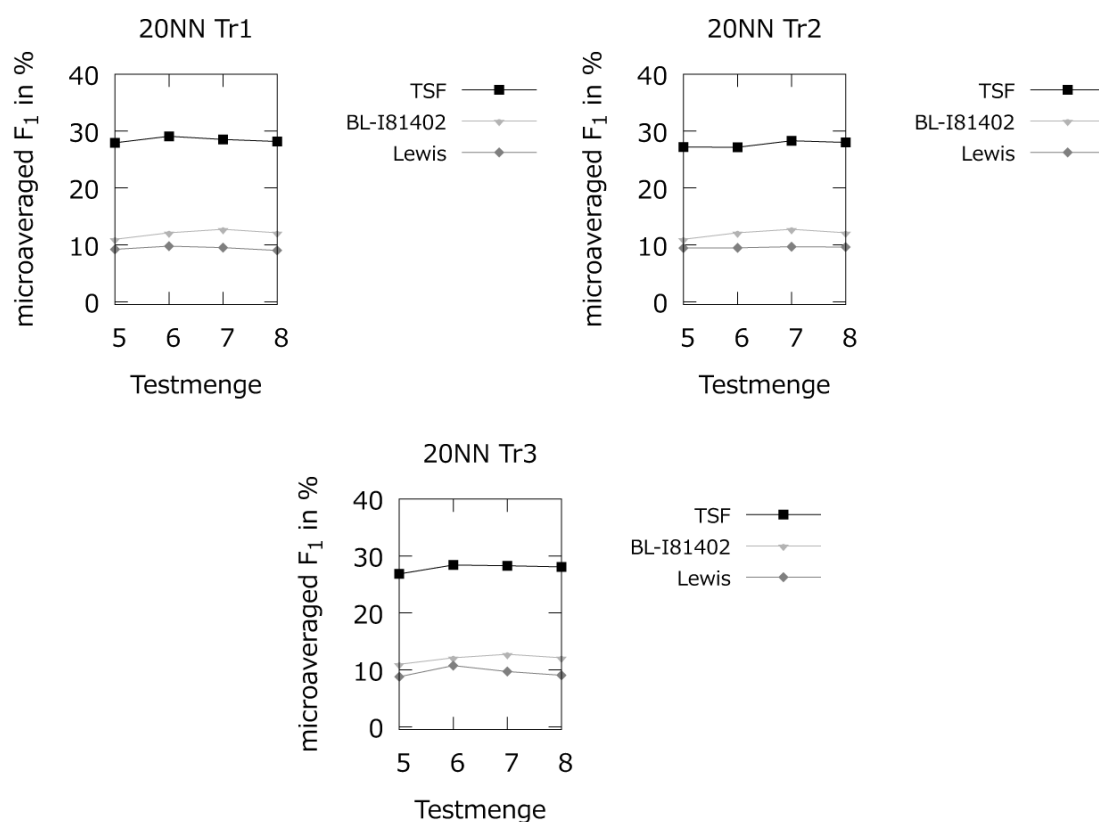 20NN Tr1
microaveraged F1 in %
40
30
20
10
0
5 6 7 8
Testmenge
TSF
BL-I81402
Lewis
20NN Tr2
microaveraged F1 in %
40
30
20
10
0
5 6 7 8
Testmenge
TSF
BL-I81402
Lewis
20NN Tr3
microaveraged F1 in %
40
30
20
10
0
5 6 7 8
Testmenge
TSF
BL-I81402
Lewis